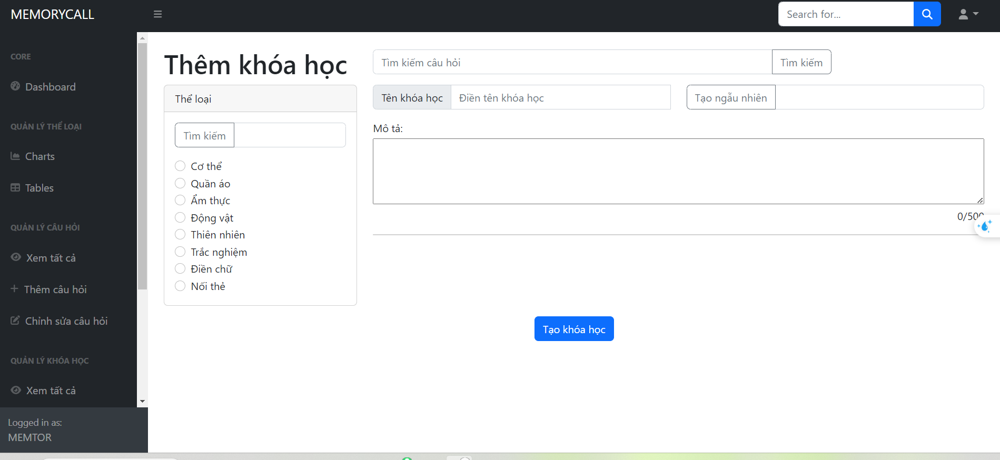 MEMORYCALL
Search for...
CORE
Dashboard
QUẢN LÝ THỂ LOẠI
Charts
Tables
QUẢN LÝ CÂU HỎI
Xem tất cả
Thêm câu hỏi
Chỉnh sửa câu hỏi
QUẢN LÝ KHÓA HỌC
Xem tất cả
Logged in as:
MEMTOR
Thêm khóa học
Tìm kiếm câu hỏi
Tìm kiếm
Thể loại
Tìm kiếm
Cơ thể
Quần áo
Ẩm thực
Động vật
Thiên nhiên
Trắc nghiệm
Điền chữ
Nối thẻ
Tên khóa học
Điền tên khóa học
Tạo ngẫu nhiên
Mô tả:
0/500
Tạo khóa học